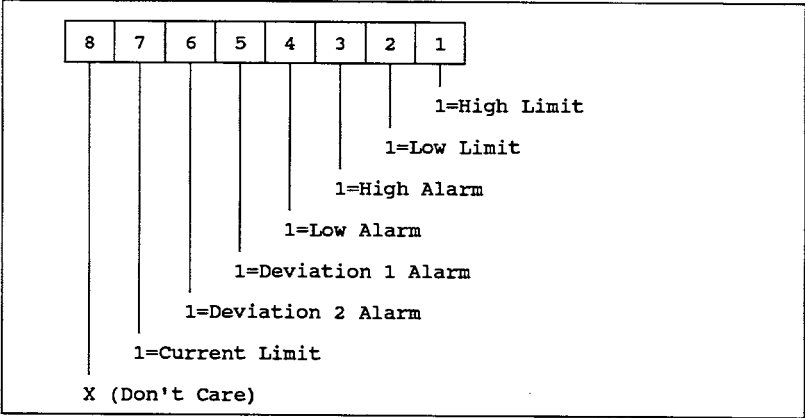 8 7 6 5 4 3 2 1
1=High Limit
1=Low Limit
1=High Alarm
1=Low Alarm
1=Deviation 1 Alarm
1=Deviation 2 Alarm
1=Current Limit
X (Don't Care)